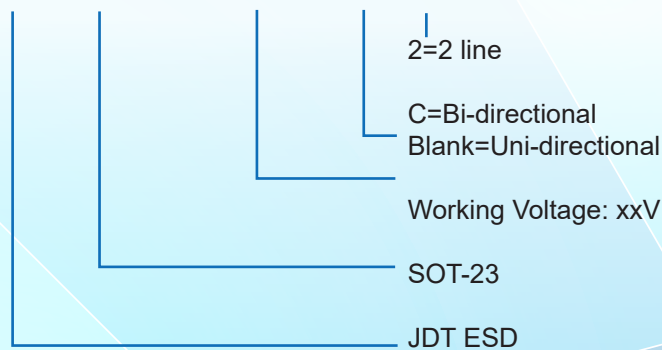 2=2 line
C=Bi-directional
Blank=Uni-directional
Working Voltage: xxV
SOT-23
JDT ESD